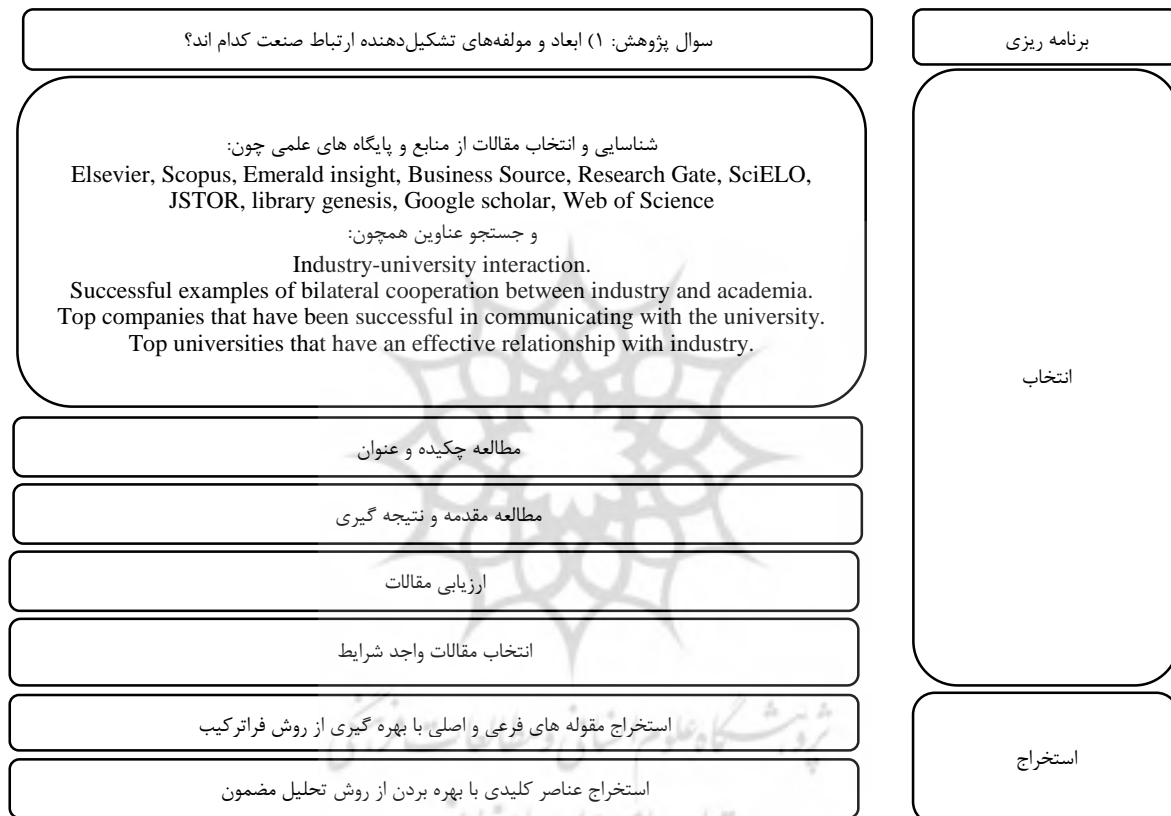 برنامه ریزی
سوال پژوهش: ۱) ابعاد و مولفه‌های تشکیل‌دهنده ارتباط صنعت کدام اند؟
انتخاب
شناسایی و انتخاب مقالات از منابع و پایگاه های علمی چون:
Elsevier, Scopus, Emerald insight, Business Source, Research Gate, SciELO,
JSTOR, library genesis, Google scholar, Web of Science
و جستجو عناوین همچون:
Industry-university interaction.
Successful examples of bilateral cooperation between industry and academia.
Top companies that have been successful in communicating with the university.
Top universities that have an effective relationship with industry.
مطالعه چکیده و عنوان
مطالعه مقدمه و نتیجه گیری
ارزیابی مقالات
انتخاب مقالات واجد شرایط
استخراج
استخراج مقوله های فرعی و اصلی با بهره گیری از روش فراترکیب
پژوهشگاه علوم انسانی و مطالعات فرهنگی
استخراج عناصر کلیدی با بهره بردن از روش تحلیل مضمون